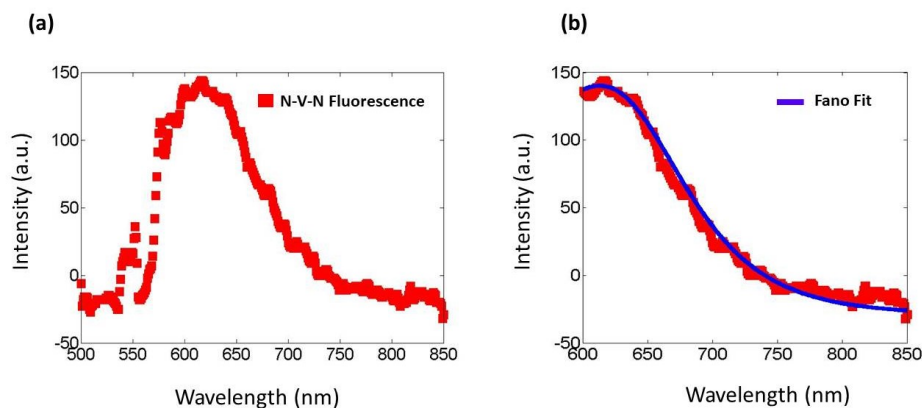 (a)
(b)
150
100
50
0
-50
500 550 600 650 700 750 800 850
Intensity (a.u.)
Wavelength (nm)
N-V-N Fluorescence
150
100
50
0
-50
600 650 700 750 800 850
Intensity (a.u.)
Wavelength (nm)
Fano Fit